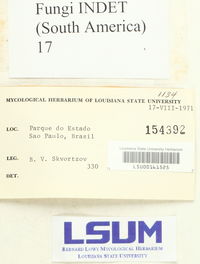 Fungi INDET
(South America)
17
1134
MYCOLOGICAL HERBARIUM OF LOUISIANA STATE UNIVERSITY
17-VIII-1971
LOC. Parque do Estado
Sao Paulo, Brasil
154392
LEG. B. V. Skvortzov
330
DET.
LSUM
BERNARD LOWY MYCOLOGICAL HERBARIUM
LOUISIANA STATE UNIVERSITY